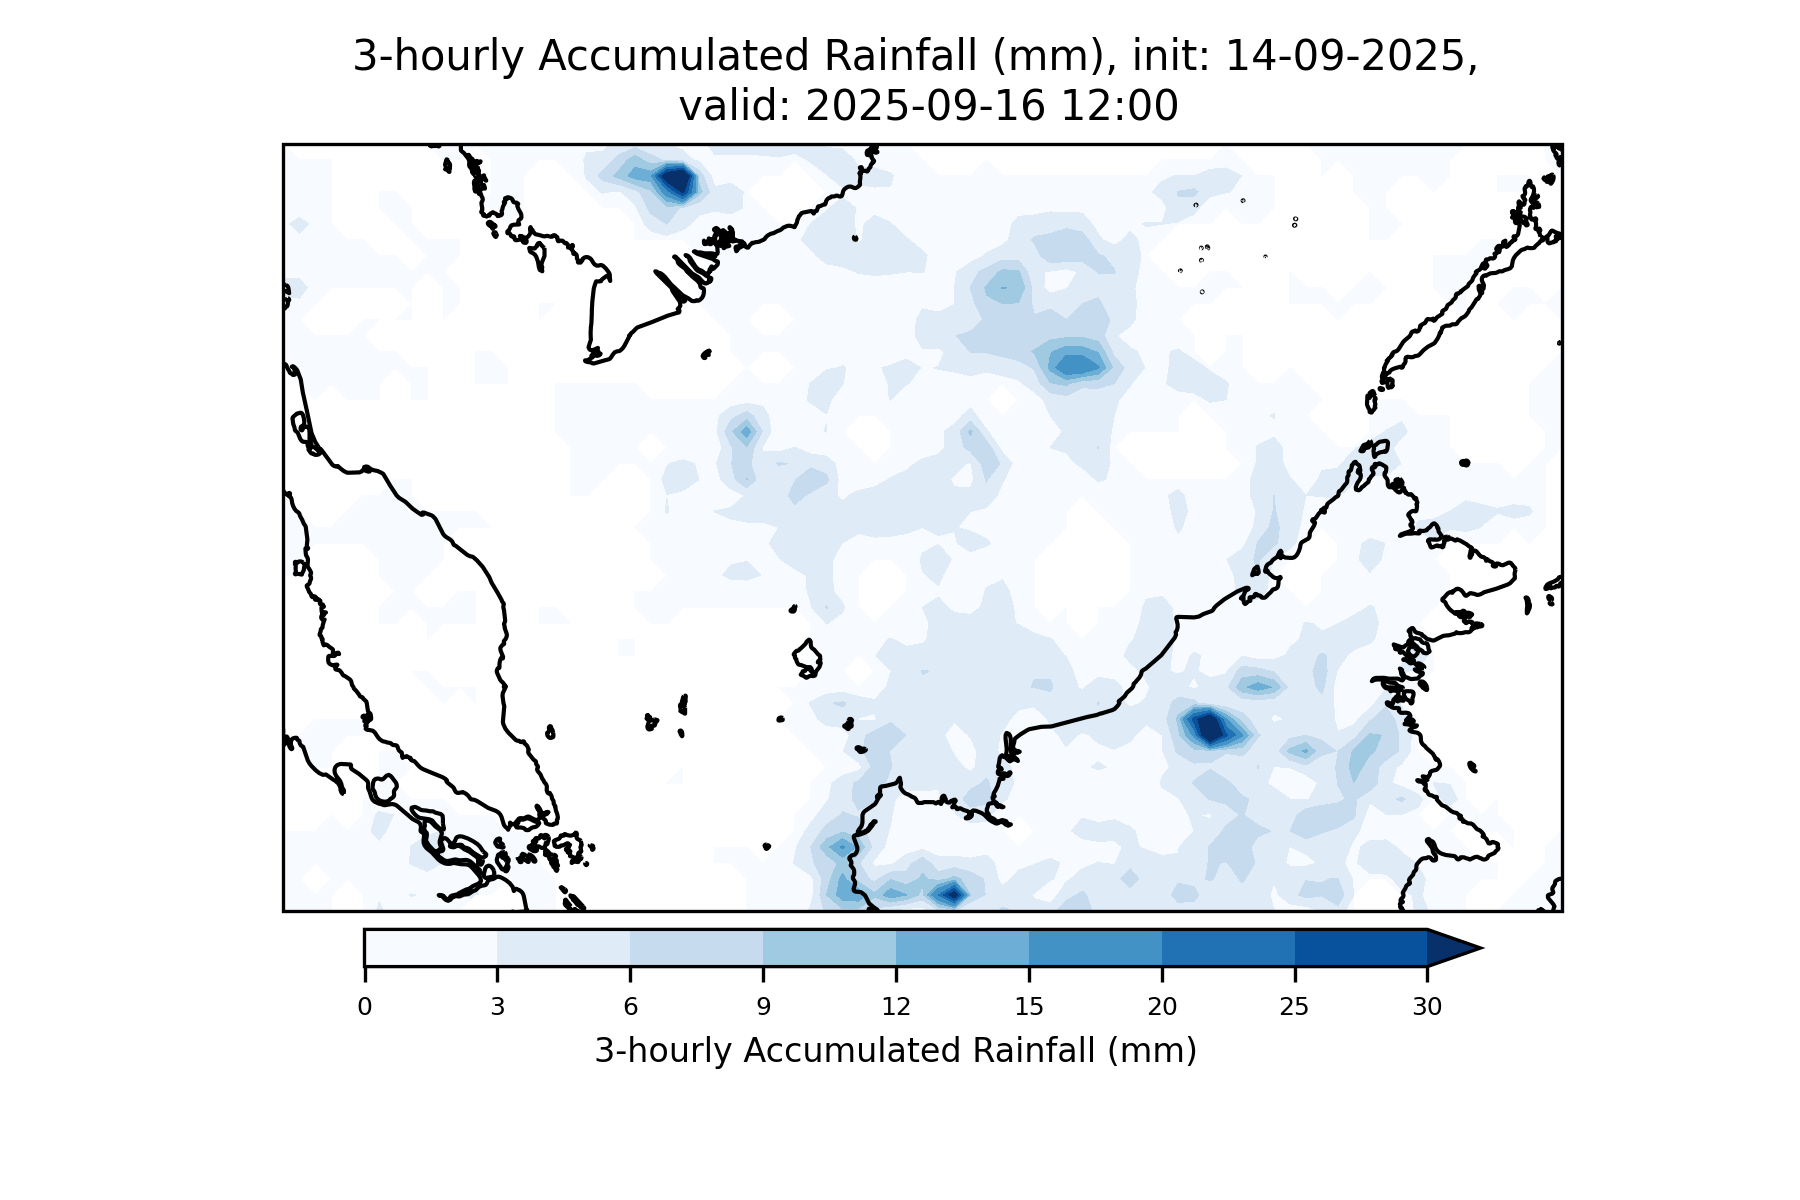 3-hourly Accumulated Rainfall (mm), init: 14-09-2025,
valid: 2025-09-16 12:00
0 3 6 9 12 15 20 25 30
3-hourly Accumulated Rainfall (mm)